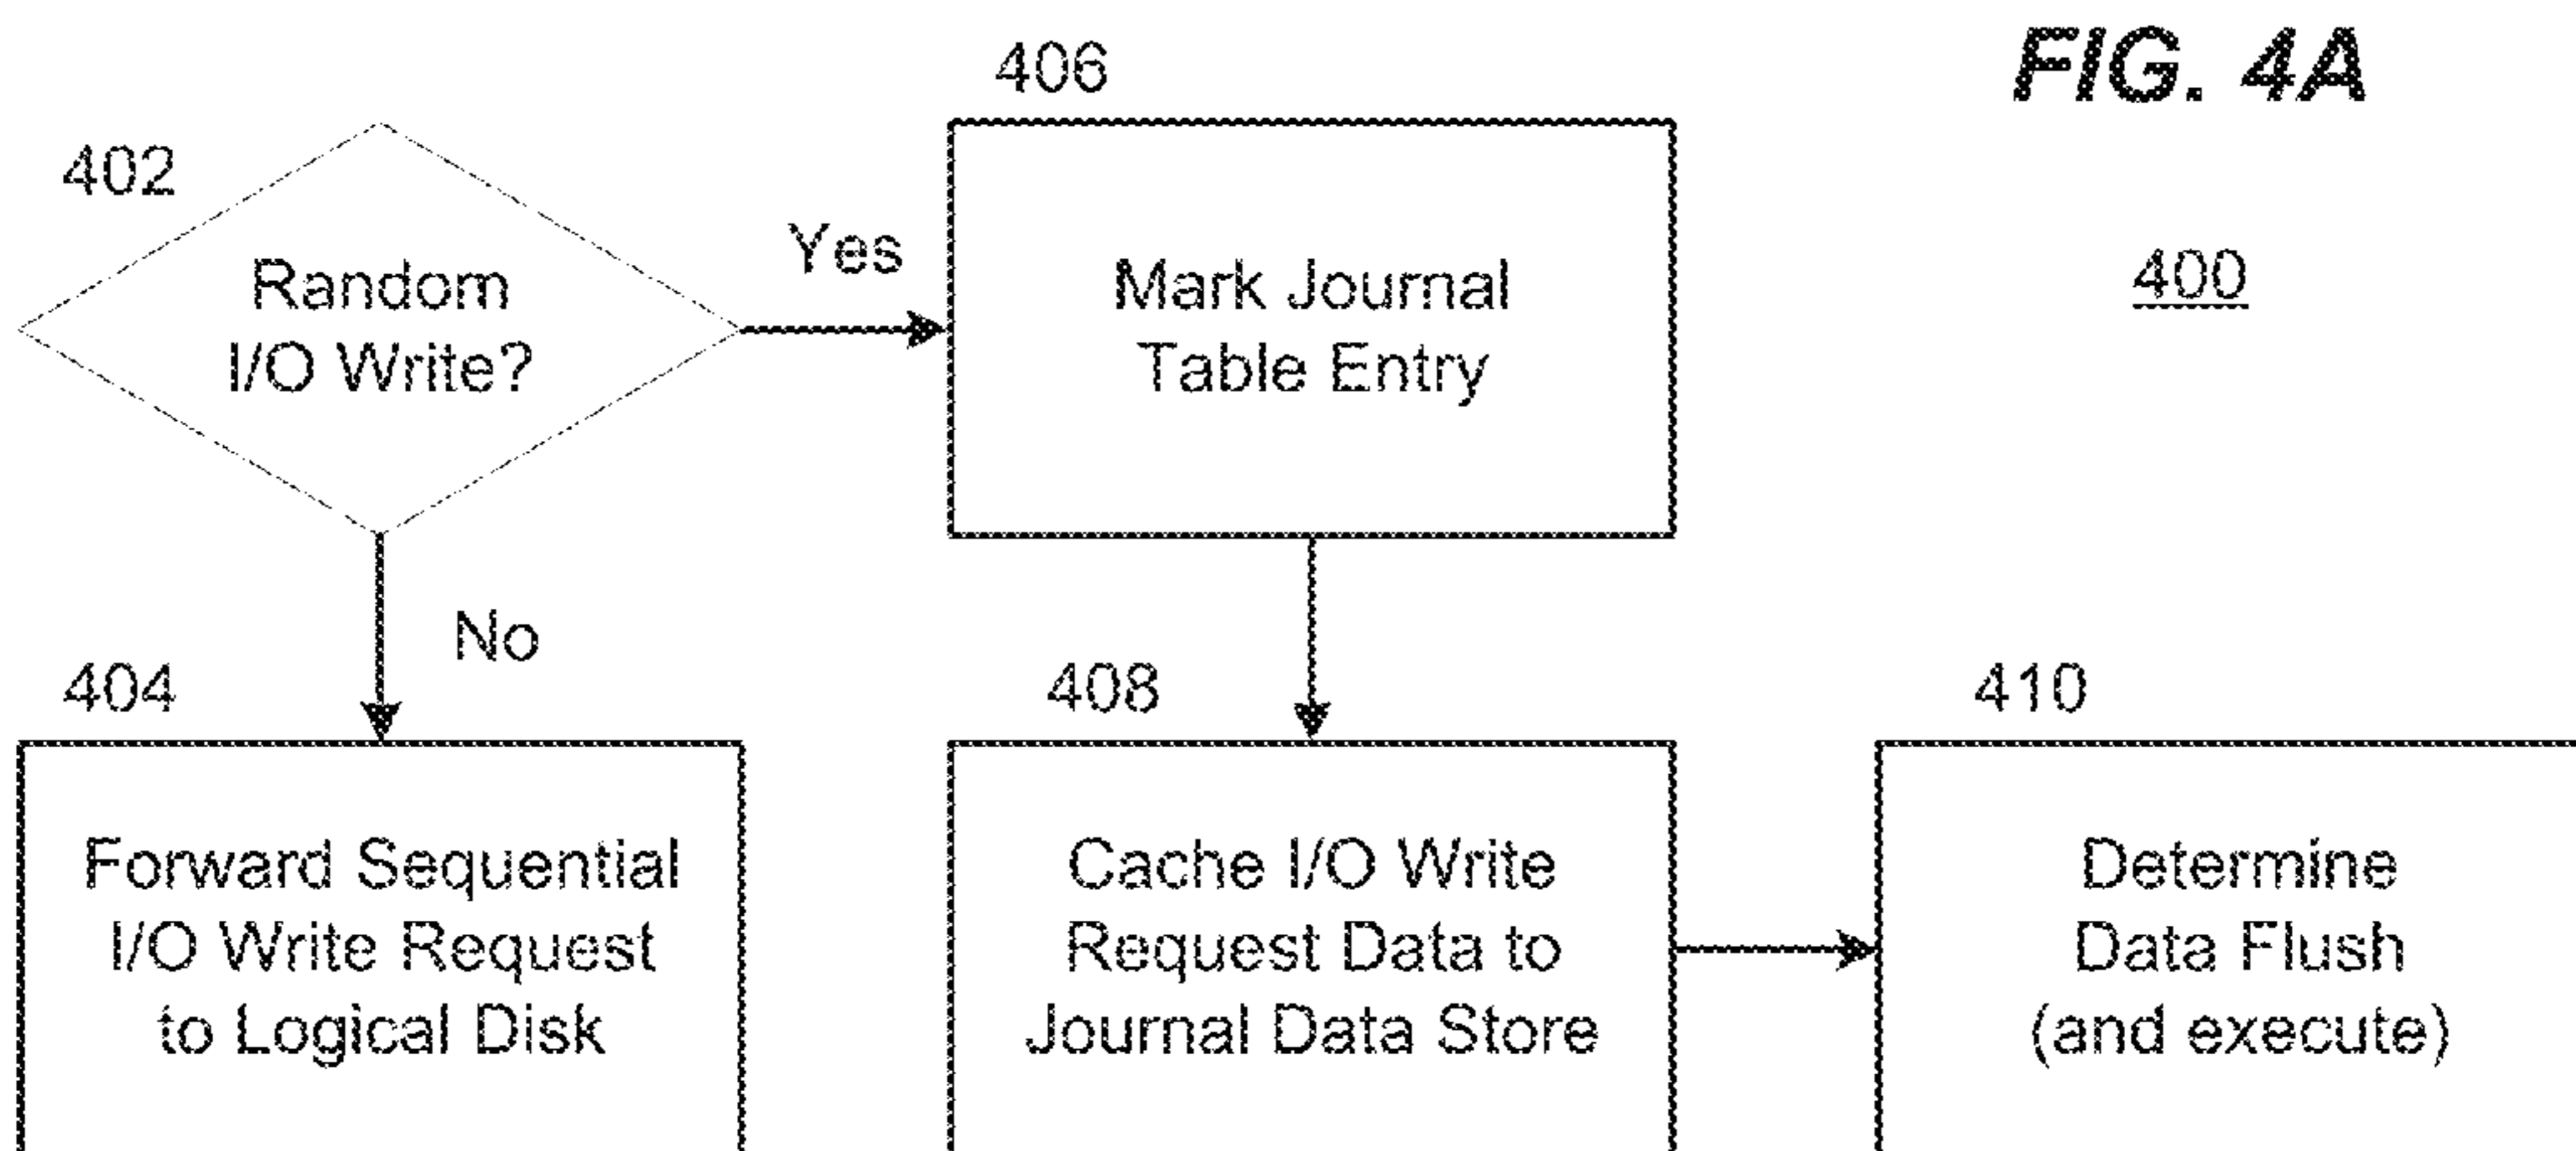 FIG. 4A
400
402
Random
I/O Write?
Yes
No
406
Mark Journal
Table Entry
404
Forward Sequential
I/O Write Request
to Logical Disk
408
Cache I/O Write
Request Data to
Journal Data Store
410
Determine
Data Flush
(and execute)